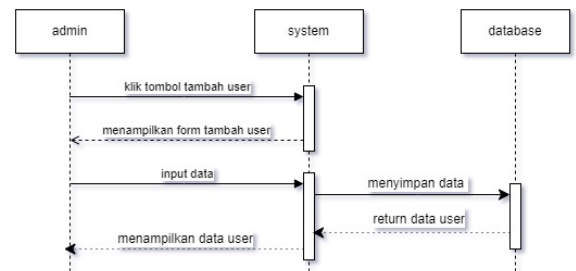 admin
system
database
klik tombol tambah user
menampilkan form tambah user
input data
menyimpan data
return data user
menampilkan data user